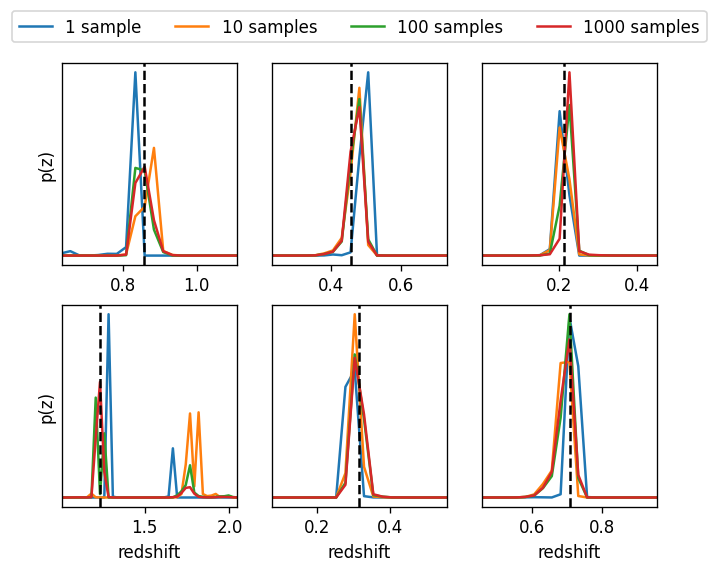 1 sample 10 samples 100 samples 1000 samples
p(z)
0.8 1.0 0.4 0.6 0.2 0.4
p(z)
1.5 2.0 0.2 0.4 0.6 0.8
redshift redshift redshift